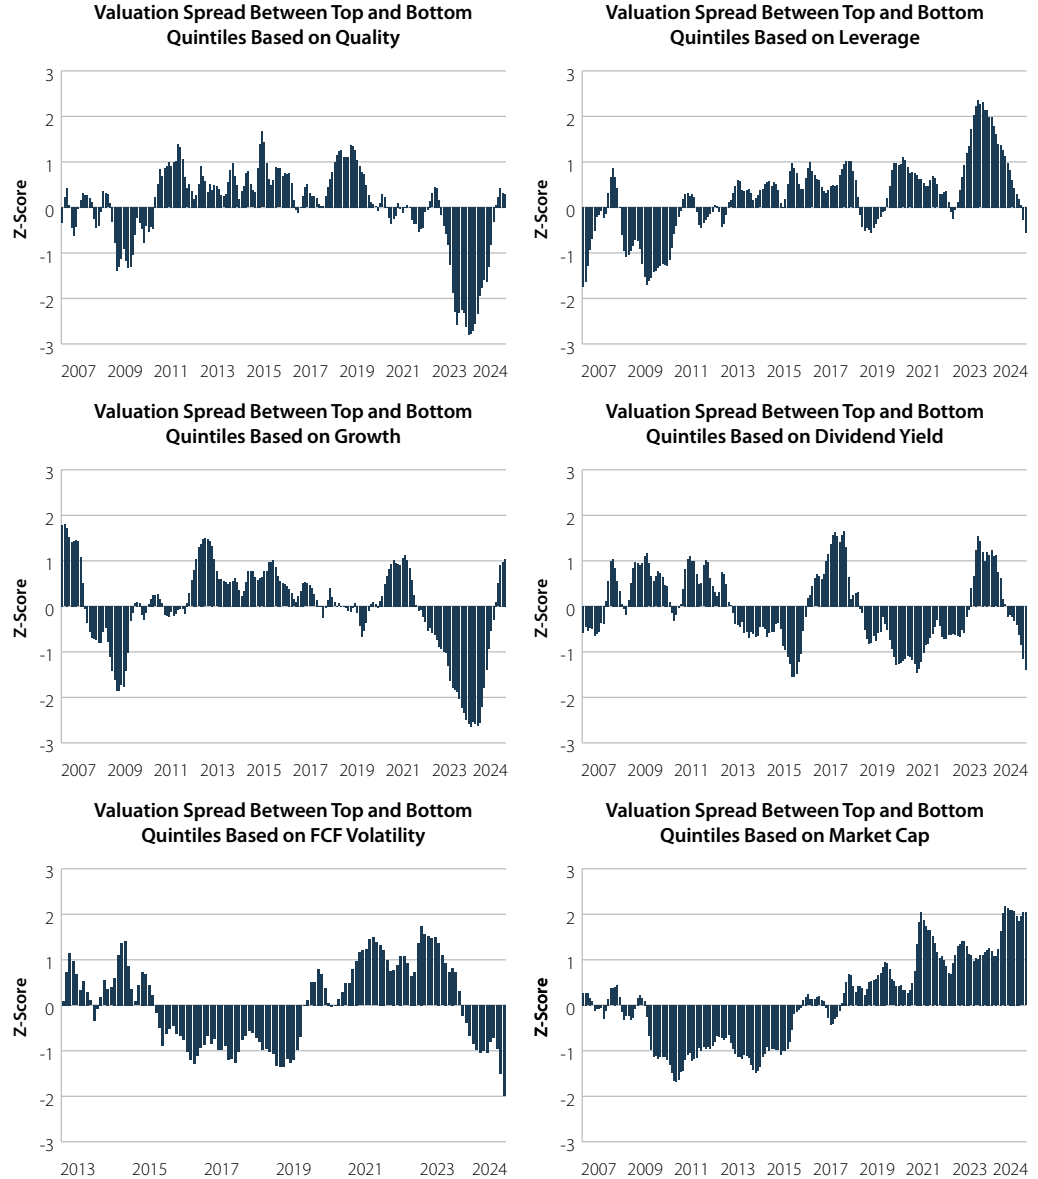 Valuation Spread Between Top and Bottom
Quintiles Based on Quality
3
2
1
0
-1
-2
-3
Z-Score
2007 2009 2011 2013 2015 2017 2019 2021 2023 2024
Valuation Spread Between Top and Bottom
Quintiles Based on Leverage
3
2
1
0
-1
-2
-3
Z-Score
2007 2009 2011 2013 2015 2017 2019 2021 2023 2024
Valuation Spread Between Top and Bottom
Quintiles Based on Growth
3
2
1
0
-1
-2
-3
Z-Score
2007 2009 2011 2013 2015 2017 2019 2021 2023 2024
Valuation Spread Between Top and Bottom
Quintiles Based on Dividend Yield
3
2
1
0
-1
-2
-3
Z-Score
2007 2009 2011 2013 2015 2017 2019 2021 2023 2024
Valuation Spread Between Top and Bottom
Quintiles Based on FCF Volatility
3
2
1
0
-1
-2
-3
Z-Score
2013 2015 2017 2019 2021 2023 2024
Valuation Spread Between Top and Bottom
Quintiles Based on Market Cap
3
2
1
0
-1
-2
-3
Z-Score
2007 2009 2011 2013 2015 2017 2019 2021 2023 2024